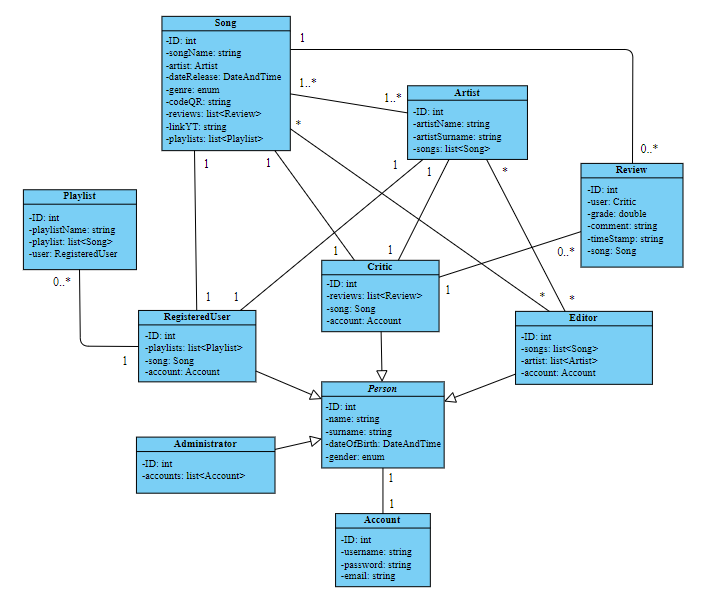 Song
-ID: int
-songName: string
-artist: Artist
-dateRelease: DateAndTime
-genre: enum
-codeQR: string
-reviews: list<Review>
-linkYT: string
-playlists: list<Playlist>
1
1..*
*
1
1
Artist
-ID: int
-artistName: string
-artistSurname: string
-songs: list<Song>
1..*
1
1
*
0..*
Review
-ID: int
-user: Critic
-grade: double
-comment: string
-timeStamp: string
-song: Song
0..*
Playlist
-ID: int
-playlistName: string
-playlist: list<Song>
-user: RegisteredUser
0..*
1
1
Critic
-ID: int
-reviews: list<Review>
-song: Song
-account: Account
1
1
1
1
RegisteredUser
-ID: int
-playlists: list<Playlist>
-song: Song
-account: Account
*
*
Editor
-ID: int
-songs: list<Song>
-artist: list<Artist>
-account: Account
Person
-ID: int
-name: string
-surname: string
-dateOfBirth: DateAndTime
-gender: enum
Administrator
-ID: int
-accounts: list<Account>
1
1
Account
-ID: int
-username: string
-password: string
-email: string